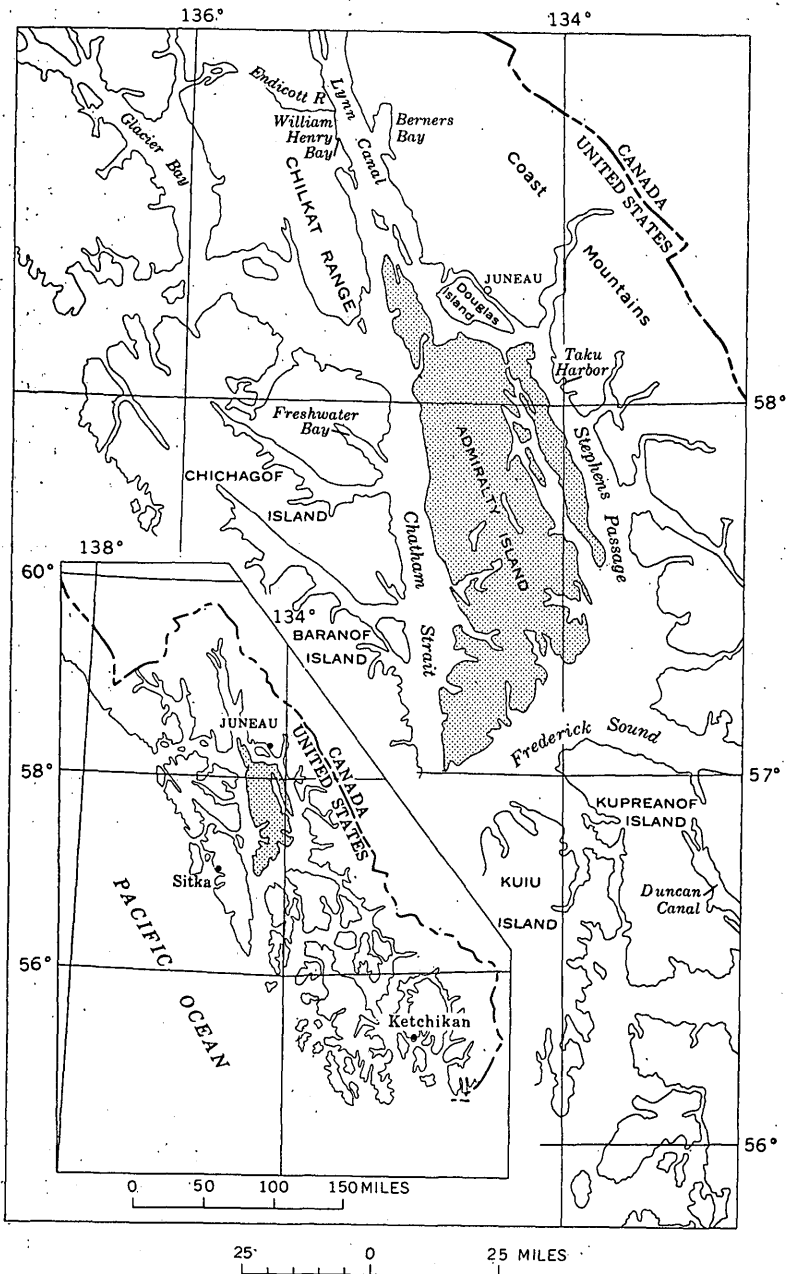 136°
134°
Endicott R
Lynn
Canal
William
Henry
Bay
Berners
Bay
Glacier Bay
CHILKAT RANGE
Coast
Mountains
CANADA
UNITED STATES
JUNEAU
Douglas
Island
Taku
Harbor
58°
Freshwater
Bay
ADMIRALTY
ISLAND
Stephens
Passage
CHICHAGOF
ISLAND
Chatham
Strait
BARANOF
ISLAND
Frederick Sound
57°
KUPREANOF
ISLAND
KUIU
ISLAND
Duncan
Canal
56°
138°
60°
134°
JUNEAU
CANADA
UNITED STATES
58°
Sitka
PACIFIC
OCEAN
56°
Ketchikan
0 50 100 150 MILES
25 0 25 MILES